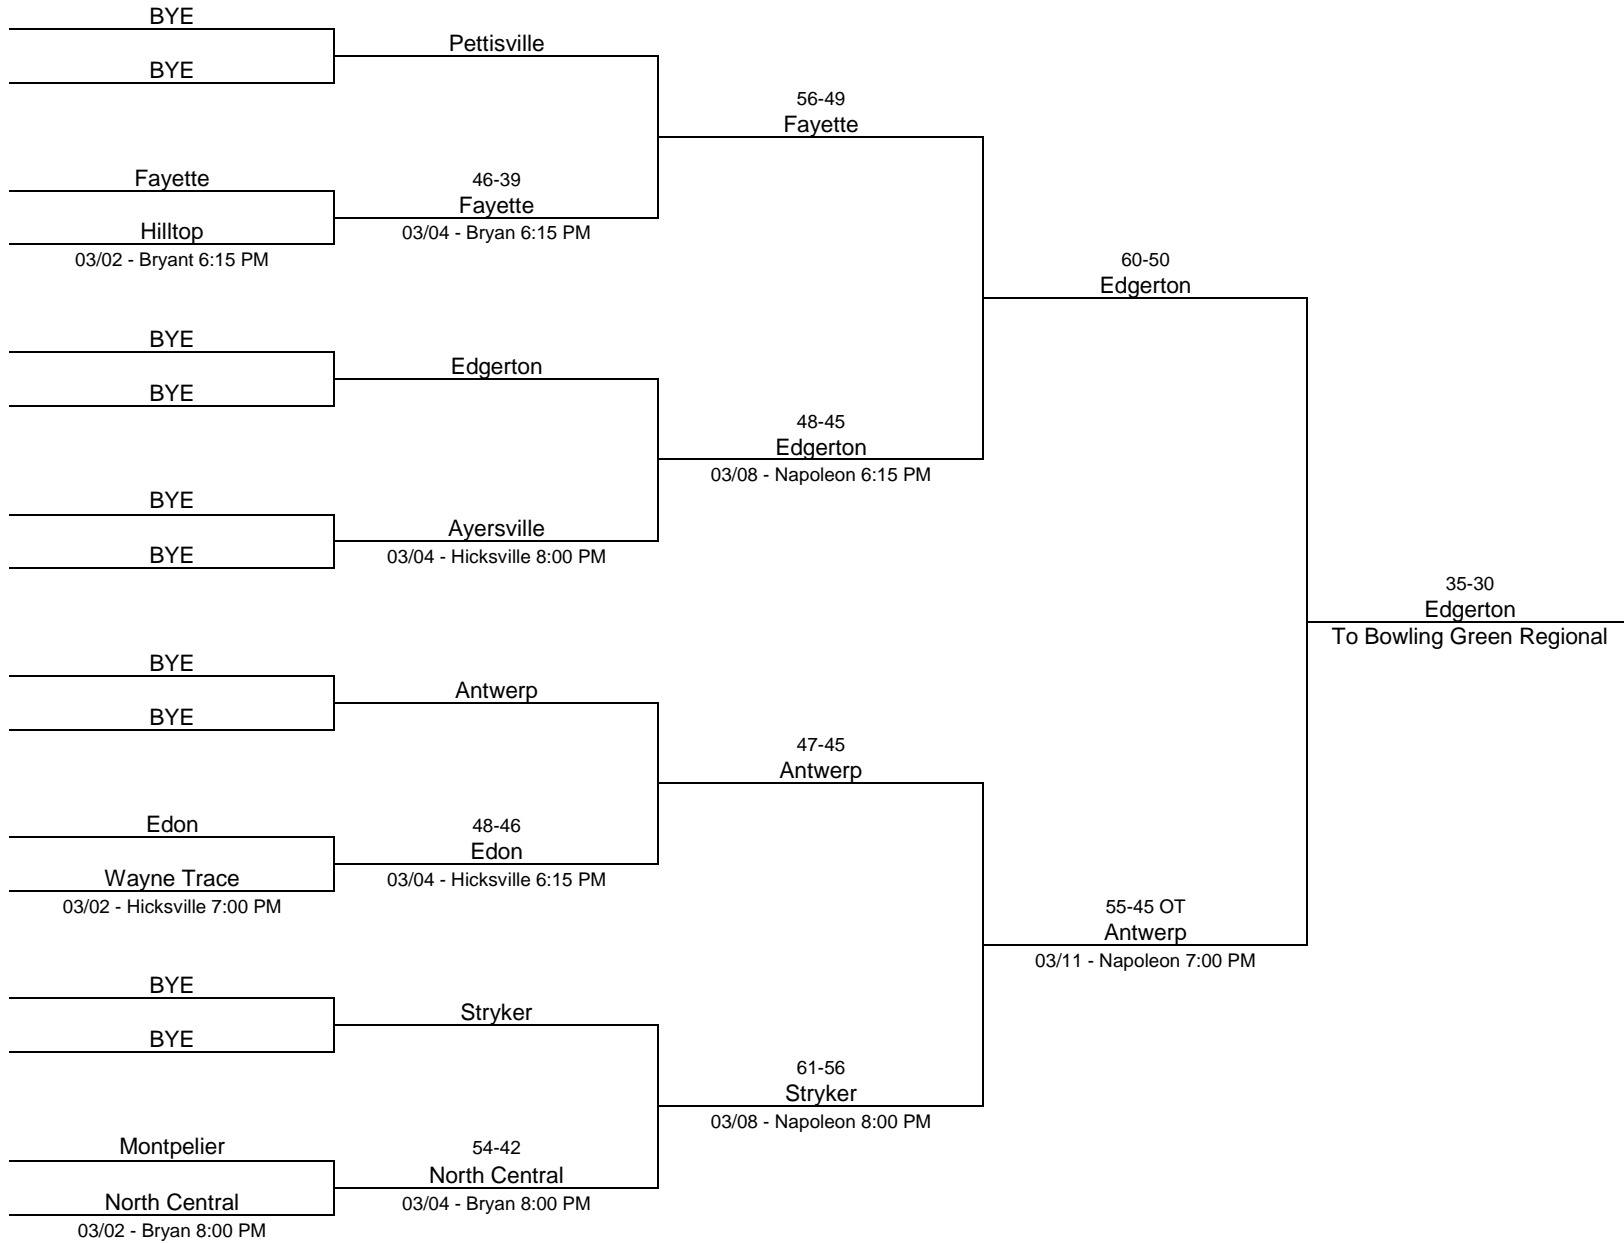 BYE
BYE
Pettisville
56-49
Fayette
Fayette
Hilltop
03/02 - Bryant 6:15 PM
46-39
Fayette
03/04 - Bryan 6:15 PM
60-50
Edgerton
BYE
BYE
Edgerton
48-45
Edgerton
03/08 - Napoleon 6:15 PM
BYE
BYE
Ayersville
03/04 - Hicksville 8:00 PM
35-30
Edgerton
To Bowling Green Regional
BYE
BYE
Antwerp
47-45
Antwerp
Edon
Wayne Trace
03/02 - Hicksville 7:00 PM
48-46
Edon
03/04 - Hicksville 6:15 PM
55-45 OT
Antwerp
03/11 - Napoleon 7:00 PM
BYE
BYE
Stryker
61-56
Stryker
03/08 - Napoleon 8:00 PM
Montpelier
North Central
03/02 - Bryan 8:00 PM
54-42
North Central
03/04 - Bryan 8:00 PM